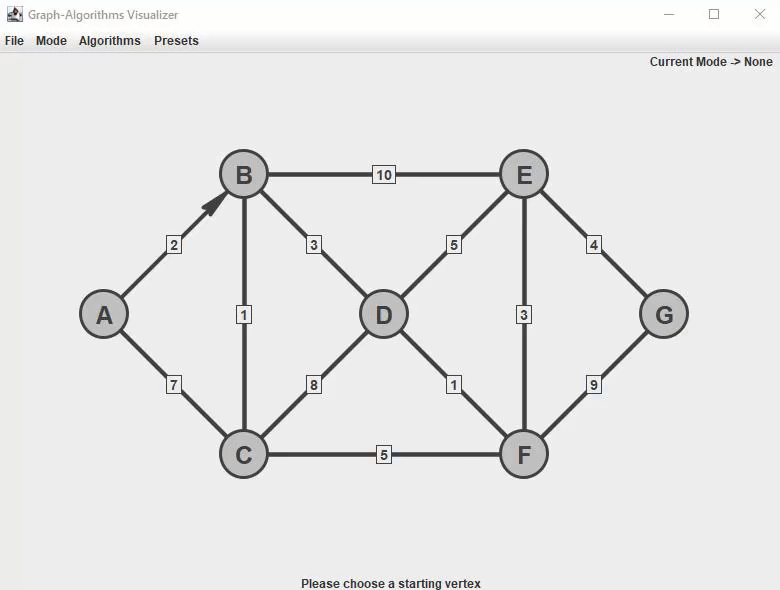 Graph-Algorithms Visualizer
File Mode Algorithms Presets
Current Mode -> None
B 10 E
2 3 5 4
A 1 D 3 G
7 8 1 9
C 5 F
Please choose a starting vertex